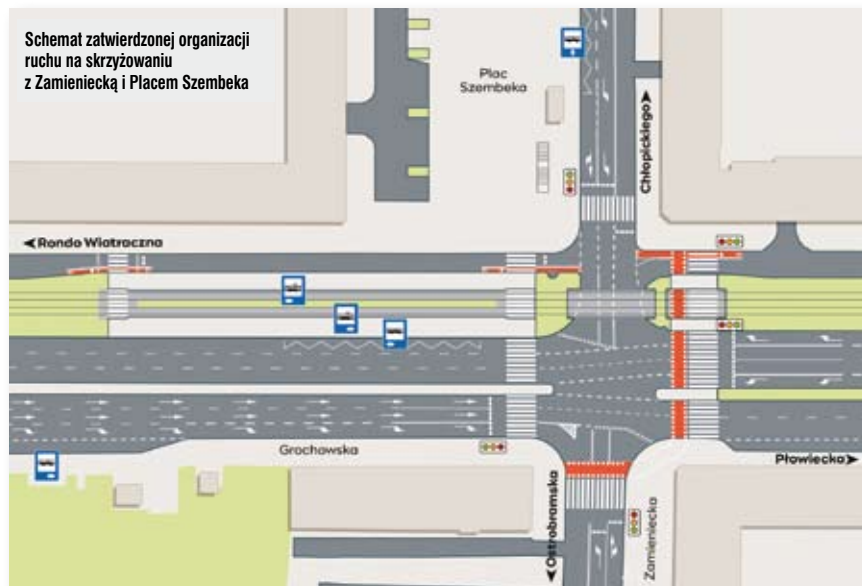 Schemat zatwierdzonej organizacji
ruchu na skrzyżowaniu
z Zamieniecką i Placem Szembeka
Plac
Szembeka
Chłopickiego
Rondo Wiatraczna
Grochowska
Płowiecka
Ostrobramska
Zamieniecka